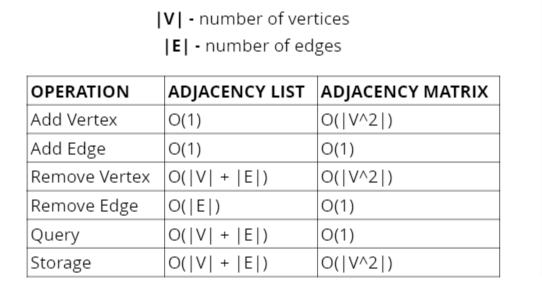 |V| - number of vertices
|E| - number of edges
OPERATION ADJACENCY LIST ADJACENCY MATRIX
Add Vertex O(1) O(|V^2|)
Add Edge O(1) O(1)
Remove Vertex O(|V| + |E|) O(|V^2|)
Remove Edge O(|E|) O(1)
Query O(|V| + |E|) O(1)
Storage O(|V| + |E|) O(|V^2|)